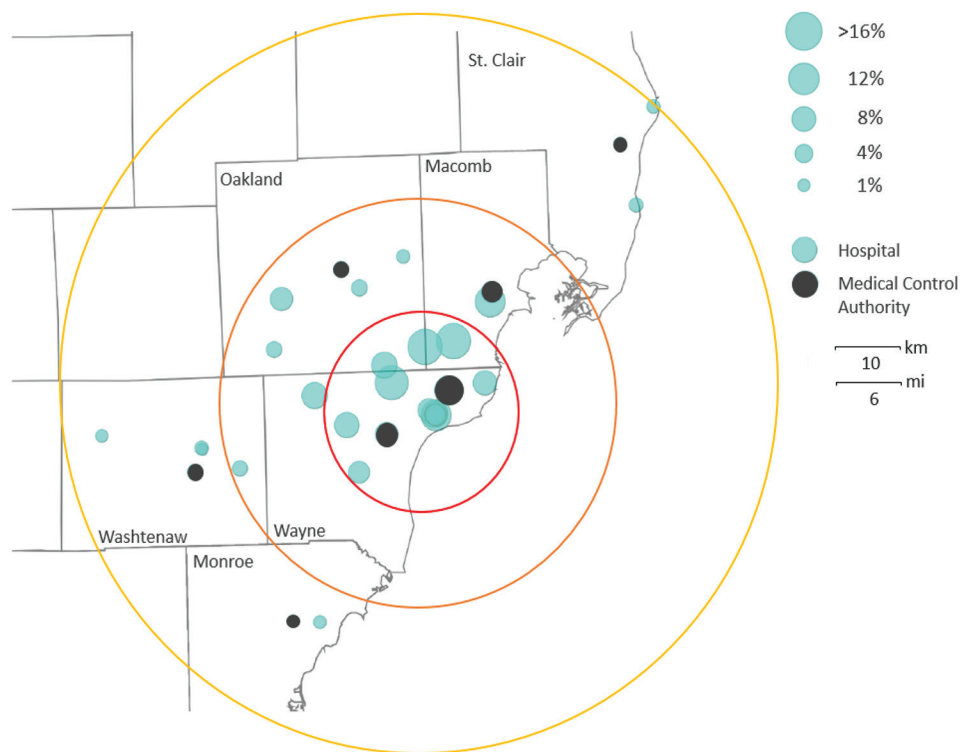 St. Clair
Macomb
Oakland
Washtenaw
Wayne
Monroe
>16%
12%
8%
4%
1%
Hospital
Medical Control
Authority
km
10
mi
6